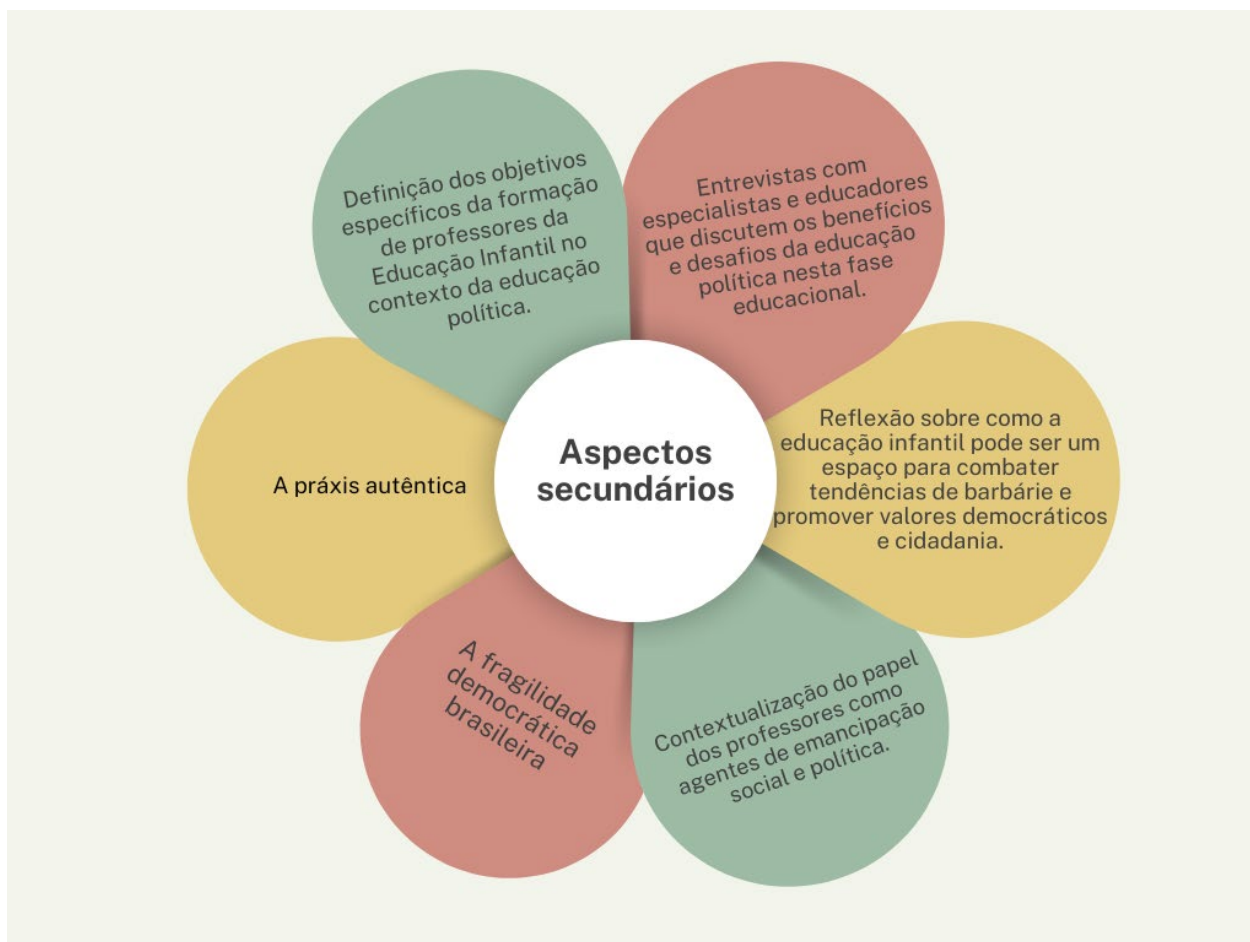 Definição dos objetivos
específicos da formação
de professores da
Educação Infantil no
contexto da educação
política.
Entrevistas com
especialistas e educadores
que discutem os benefícios
e desafios da educação
política nesta fase
educacional.
A práxis autêntica
Aspectos
secundários
Reflexão sobre como a
educação infantil pode ser um
espaço para combater
tendências de barbárie e
promover valores democráticos
e cidadania.
A fragilidade
democrática
brasileira
Contextualização do papel
dos professores como
agentes de emancipação
social e política.